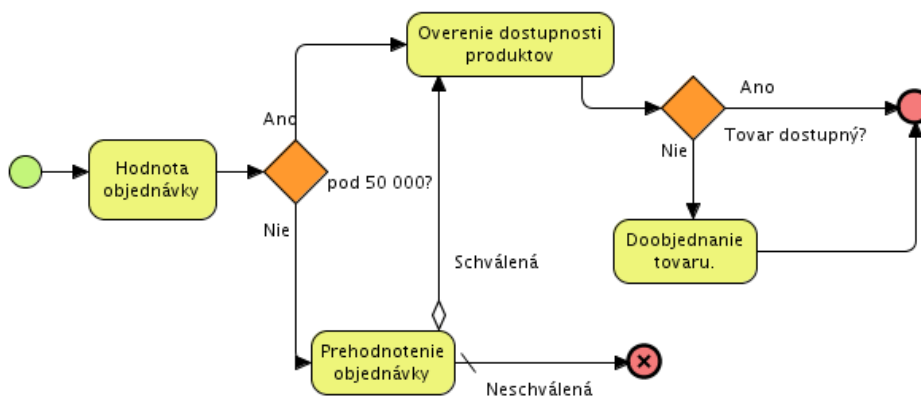 Overenie dostupnosti
produktov
Ano
Ano
Tovar dostupný?
Nie
Hodnota
objednávky
pod 50 000?
Nie
Doobjednanie
tovaru.
Schválená
Prehodnotenie
objednávky
Neschválená